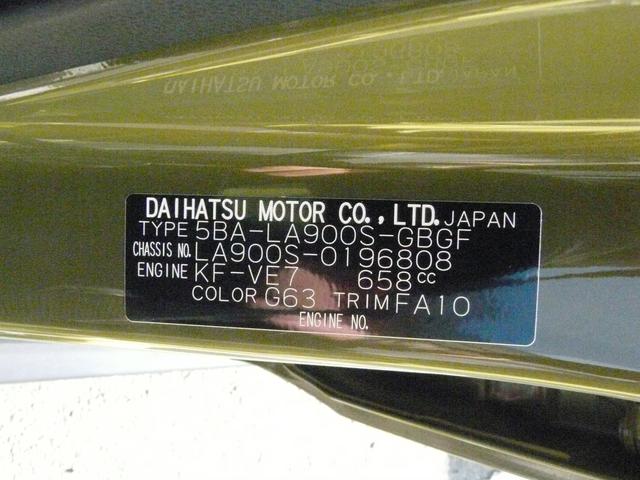 DAIHATSU MOTOR CO.,LTD. JAPAN
TYPE 5BA-LA900S-GBGF
CHASSIS NO. LA900S-0196808
ENGINE KF-VE7 658cc
COLOR G63 TRIM FA10
ENGINE NO.